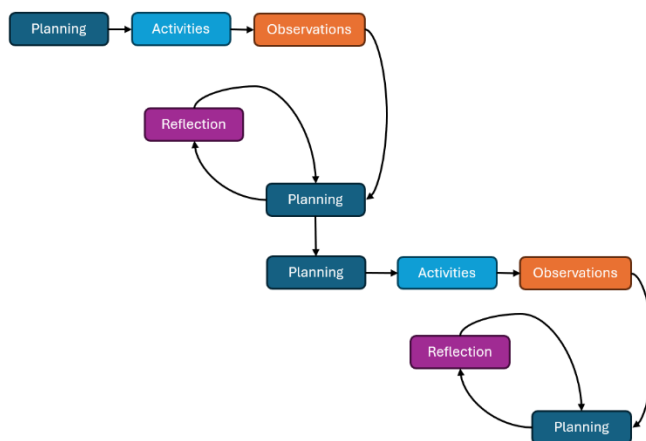 Planning
Activities
Observations
Reflection
Planning
Planning
Activities
Observations
Reflection
Planning